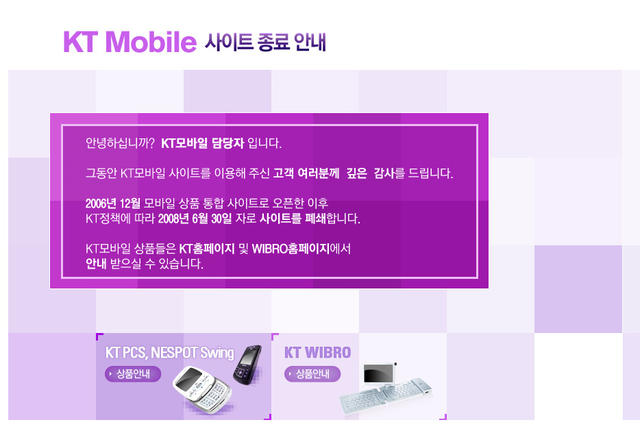 KT Mobile 사이트 종료 안내
안녕하십니까? KT모바일 담당자 입니다.
그동안 KT모바일 사이트를 이용해 주신 고객 여러분께 깊은 감사를 드립니다.
2006년 12월 모바일 상품 통합 사이트로 오픈한 이후
KT정책에 따라 2008년 6월 30일 자로 사이트를 폐쇄합니다.
KT모바일 상품들은 KT홈페이지 및 WIBRO홈페이지에서
안내 받으실 수 있습니다.
KT PCS, NESPOT Swing
상품안내
KT WIBRO
상품안내